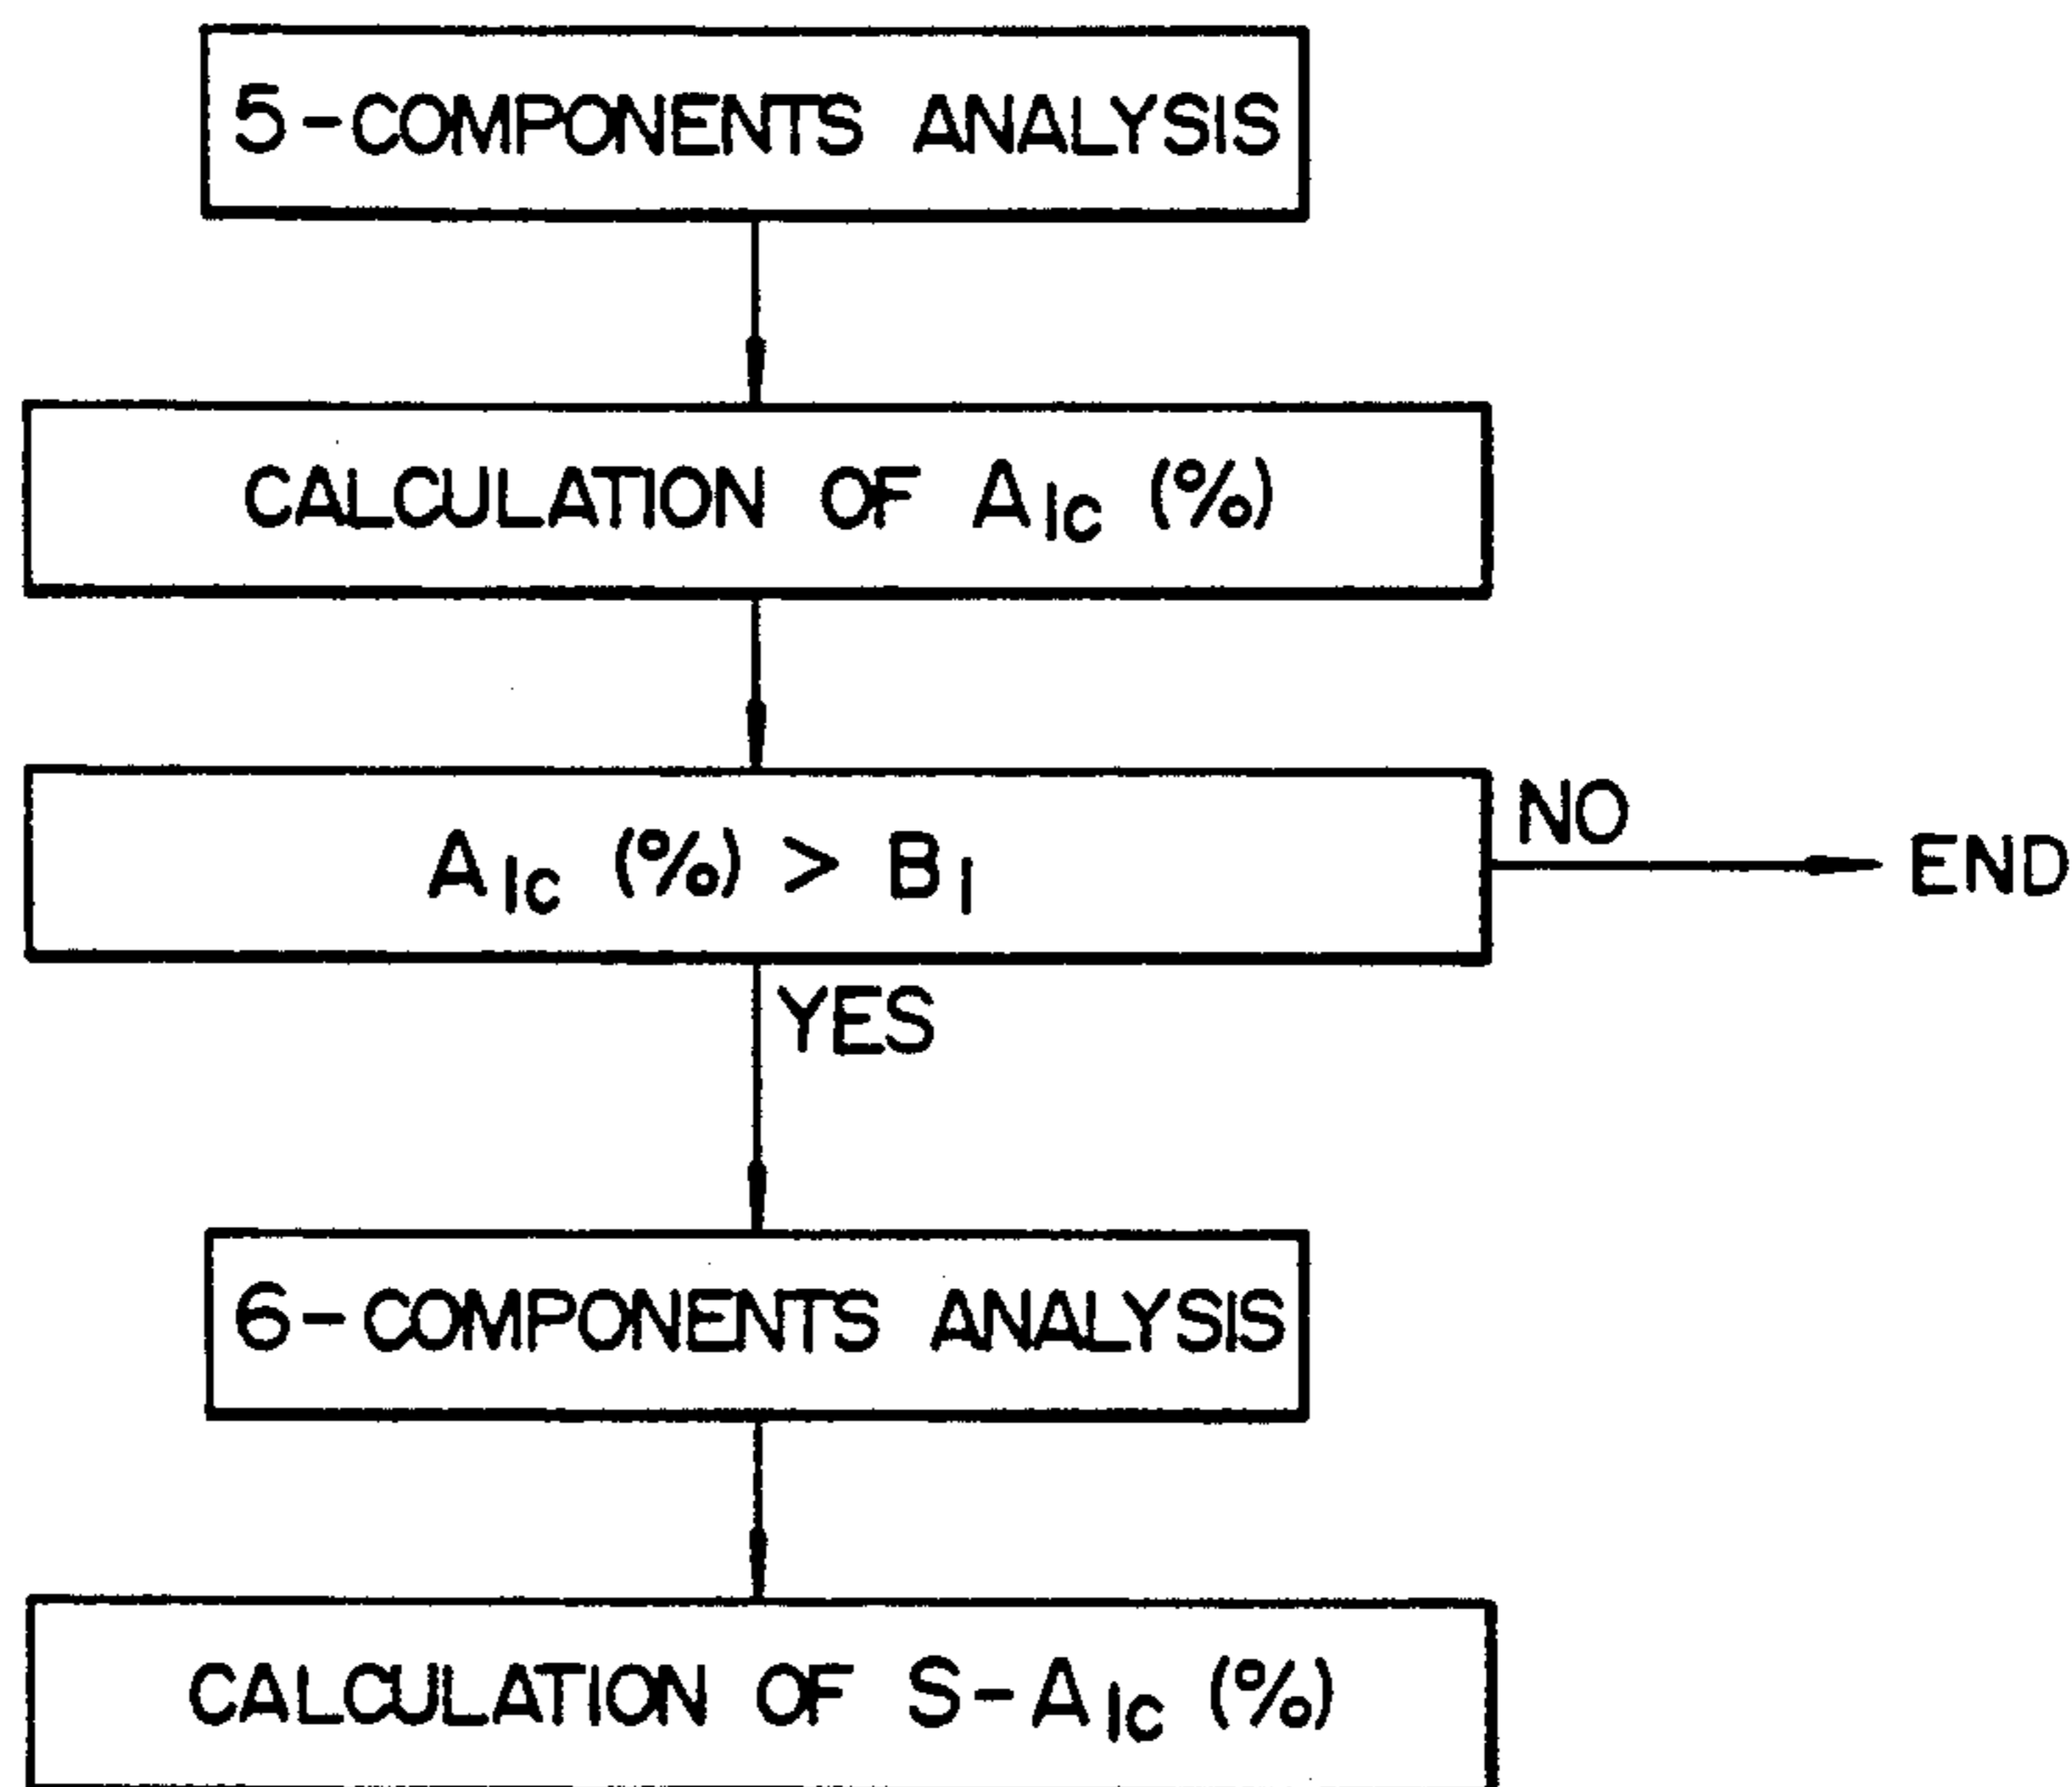 5-COMPONENTS ANALYSIS
CALCULATION OF A1c (%)
A1c (%) > B1
NO
END
YES
6-COMPONENTS ANALYSIS
CALCULATION OF S-A1c (%)